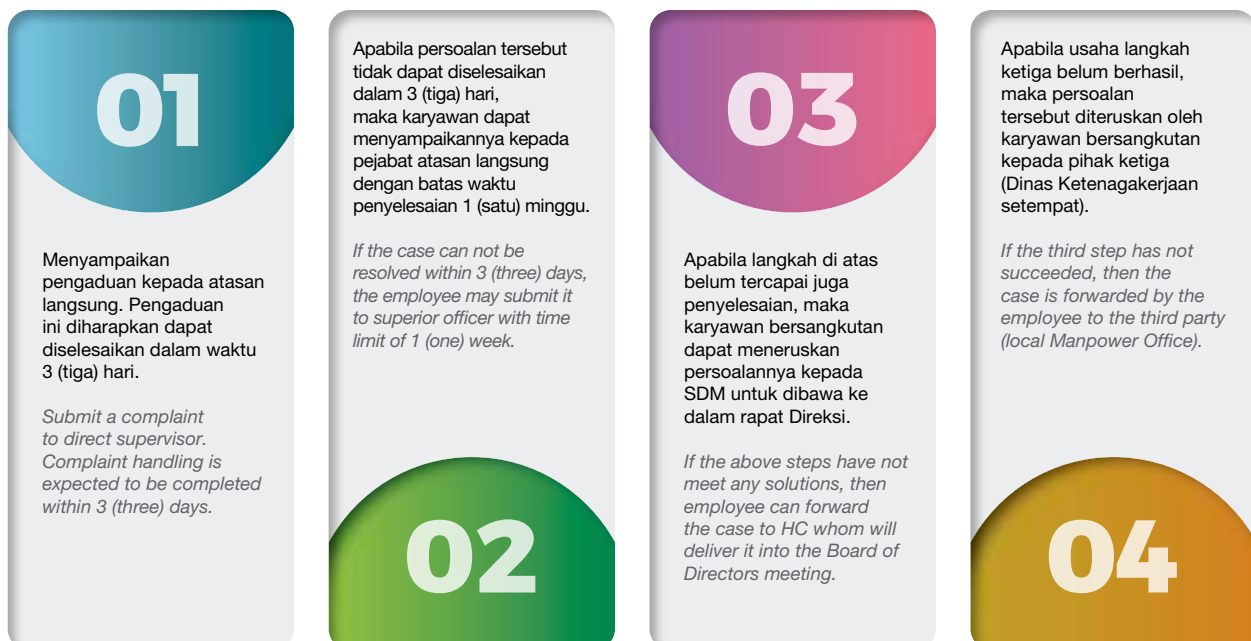 01
Menyampaikan
pengaduan kepada atasan
langsung. Pengaduan
ini diharapkan dapat
diselesaikan dalam waktu
3 (tiga) hari.
Submit a complaint
to direct supervisor.
Complaint handling is
expected to be completed
within 3 (three) days.
Apabila persoalan tersebut
tidak dapat diselesaikan
dalam 3 (tiga) hari,
maka karyawan dapat
menyampaikannya kepada
pejabat atasan langsung
dengan batas waktu
penyelesaian 1 (satu) minggu.
If the case can not be
resolved within 3 (three) days,
the employee may submit it
to superior officer with time
limit of 1 (one) week.
02
03
Apabila langkah di atas
belum tercapai juga
penyelesaian, maka
karyawan bersangkutan
dapat meneruskan
persoalannya kepada
SDM untuk dibawa ke
dalam rapat Direksi.
If the above steps have not
meet any solutions, then
employee can forward
the case to HC whom will
deliver it into the Board of
Directors meeting.
Apabila usaha langkah
ketiga belum berhasil,
maka persoalan
tersebut diteruskan oleh
karyawan bersangkutan
kepada pihak ketiga
(Dinas Ketenagakerjaan
setempat).
If the third step has not
succeeded, then the
case is forwarded by the
employee to the third party
(local Manpower Office).
04